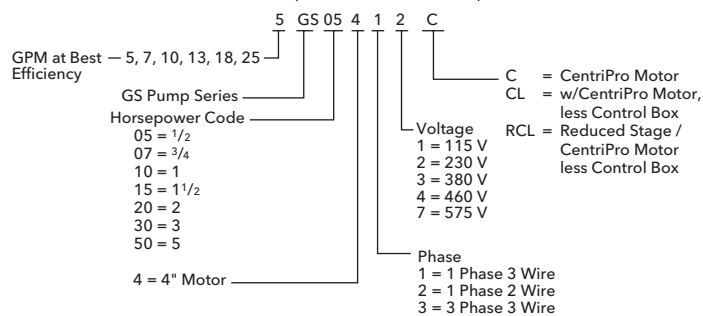 5 GS 05 4 1 2 C
GPM at Best — 5, 7, 10, 13, 18, 25
Efficiency
GS Pump Series
Horsepower Code
05 = 1/2
07 = 3/4
10 = 1
15 = 1 1/2
20 = 2
30 = 3
50 = 5
4 = 4" Motor
Phase
1 = 1 Phase 3 Wire
2 = 1 Phase 2 Wire
3 = 3 Phase 3 Wire
Voltage
1 = 115 V
2 = 230 V
3 = 380 V
4 = 460 V
7 = 575 V
C = CentriPro Motor
CL = w/CentriPro Motor,
less Control Box
RCL = Reduced Stage /
CentriPro Motor
less Control Box